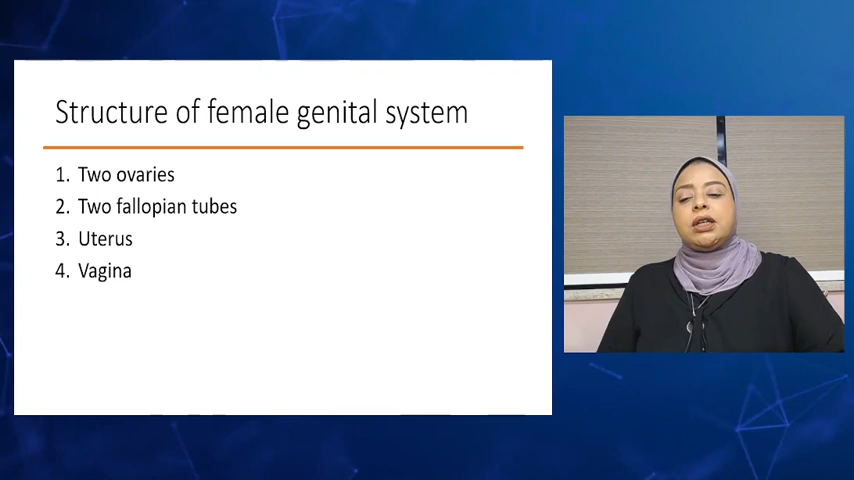 Structure of female genital system
1. Two ovaries
2. Two fallopian tubes
3. Uterus
4. Vagina